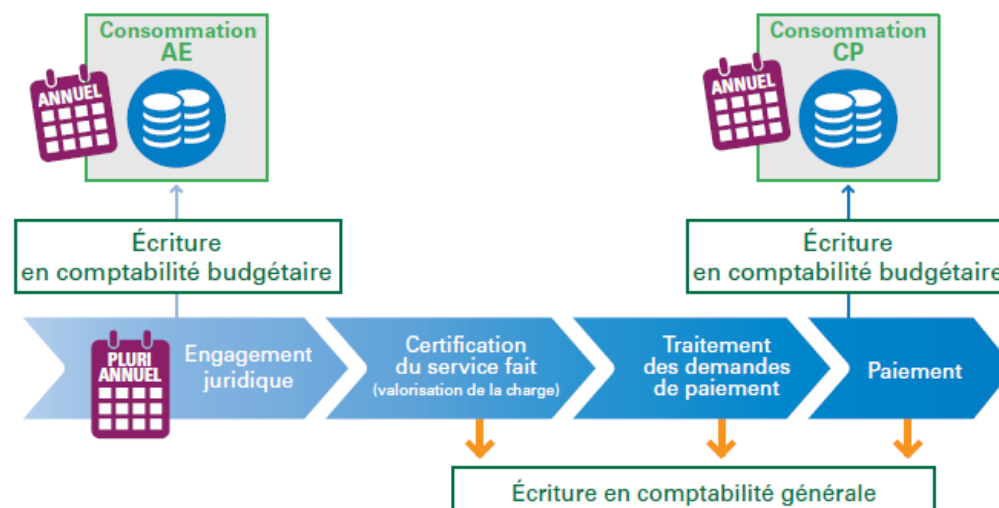 Consommation
AE
ANNUEL
Consommation
CP
ANNUEL
Écriture
en comptabilité budgétaire
Écriture
en comptabilité budgétaire
PLURI
ANNUEL
Engagement
juridique
Certification
du service fait
(valorisation de la charge)
Traitement
des demandes
de paiement
Paiement
Écriture en comptabilité générale